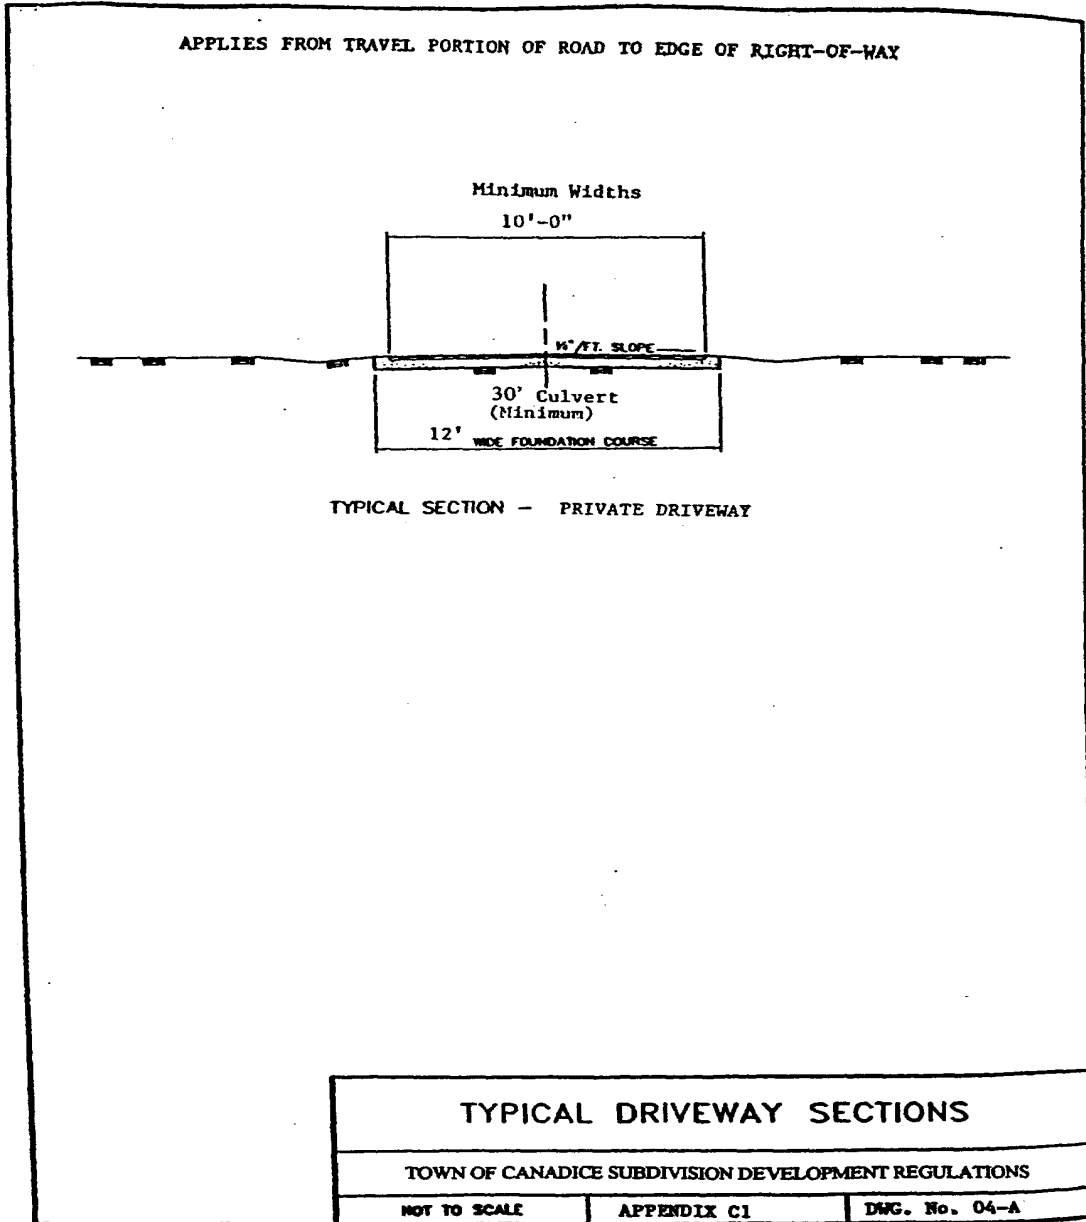 APPLIES FROM TRAVEL PORTION OF ROAD TO EDGE OF RIGHT-OF-WAY
Minimum Widths
10'-0"
/FT. SLOPE
30' Culvert
(Minimum)
12' WIDE FOUNDATION COURSE
TYPICAL SECTION - PRIVATE DRIVEWAY
TYPICAL DRIVEWAY SECTIONS
TOWN OF CANADICE SUBDIVISION DEVELOPMENT REGULATIONS
NOT TO SCALE
APPENDIX C1
DWG. No. 04-A